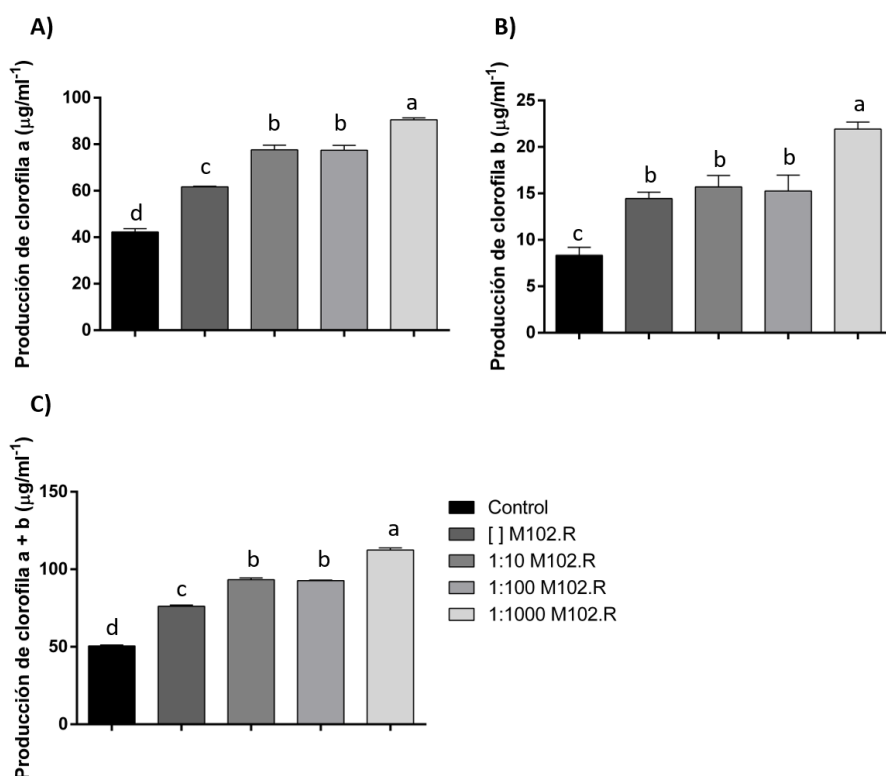 A)
Producción de clorofila a (µg/ml⁻¹)
100
80
60
40
20
0
d
c
b
b
a
B)
Producción de clorofila b (µg/ml⁻¹)
25
20
15
10
5
0
c
b
b
b
a
C)
Producción de clorofila a + b (µg/ml⁻¹)
150
100
50
0
d
c
b
b
a
Control
[ ] M102.R
1:10 M102.R
1:100 M102.R
1:1000 M102.R